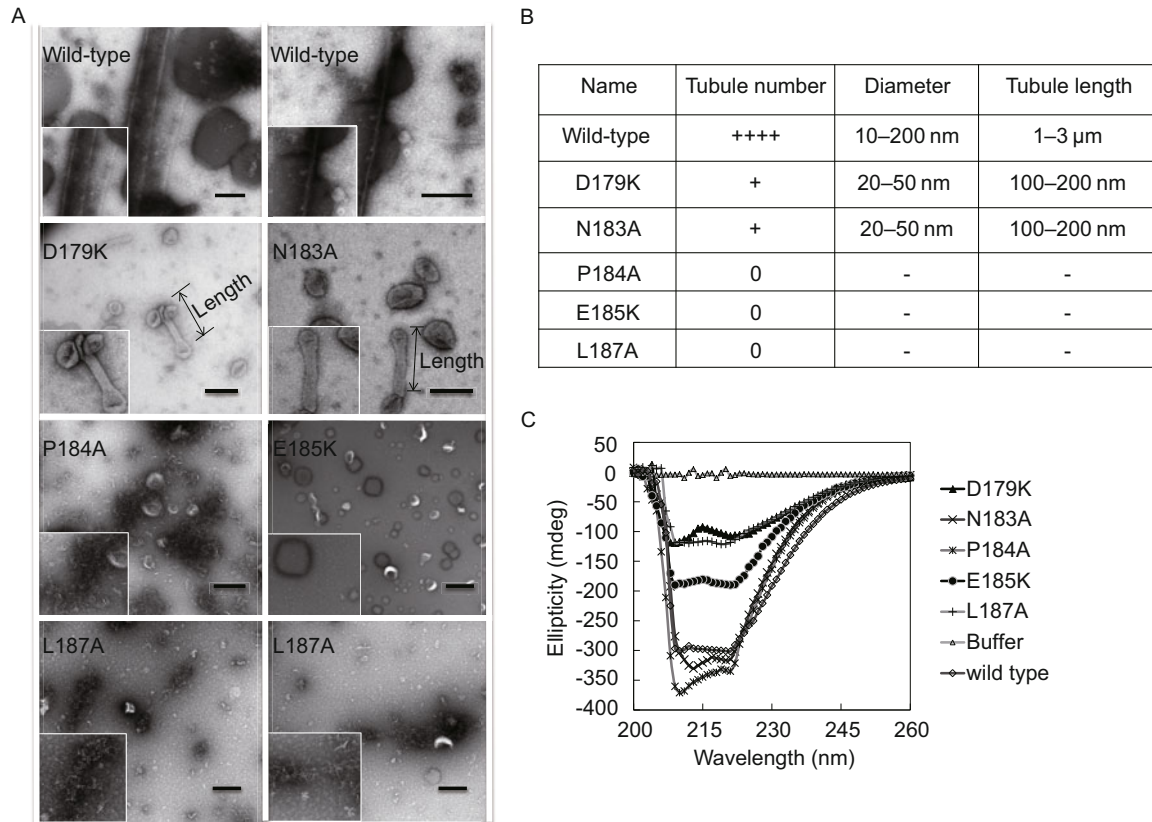 A
Wild-type
Wild-type
D179K
Length
N183A
Length
P184A
E185K
L187A
L187A
B
Name Tubule number Diameter Tubule length
Wild-type ++++ 10–200 nm 1–3 µm
D179K + 20–50 nm 100–200 nm
N183A + 20–50 nm 100–200 nm
P184A 0 - -
E185K 0 - -
L187A 0 - -
C
Ellipticity (mdeg)
50
0
-50
-100
-150
-200
-250
-300
-350
-400
200 215 230 245 260
Wavelength (nm)
D179K
N183A
P184A
E185K
L187A
Buffer
wild type